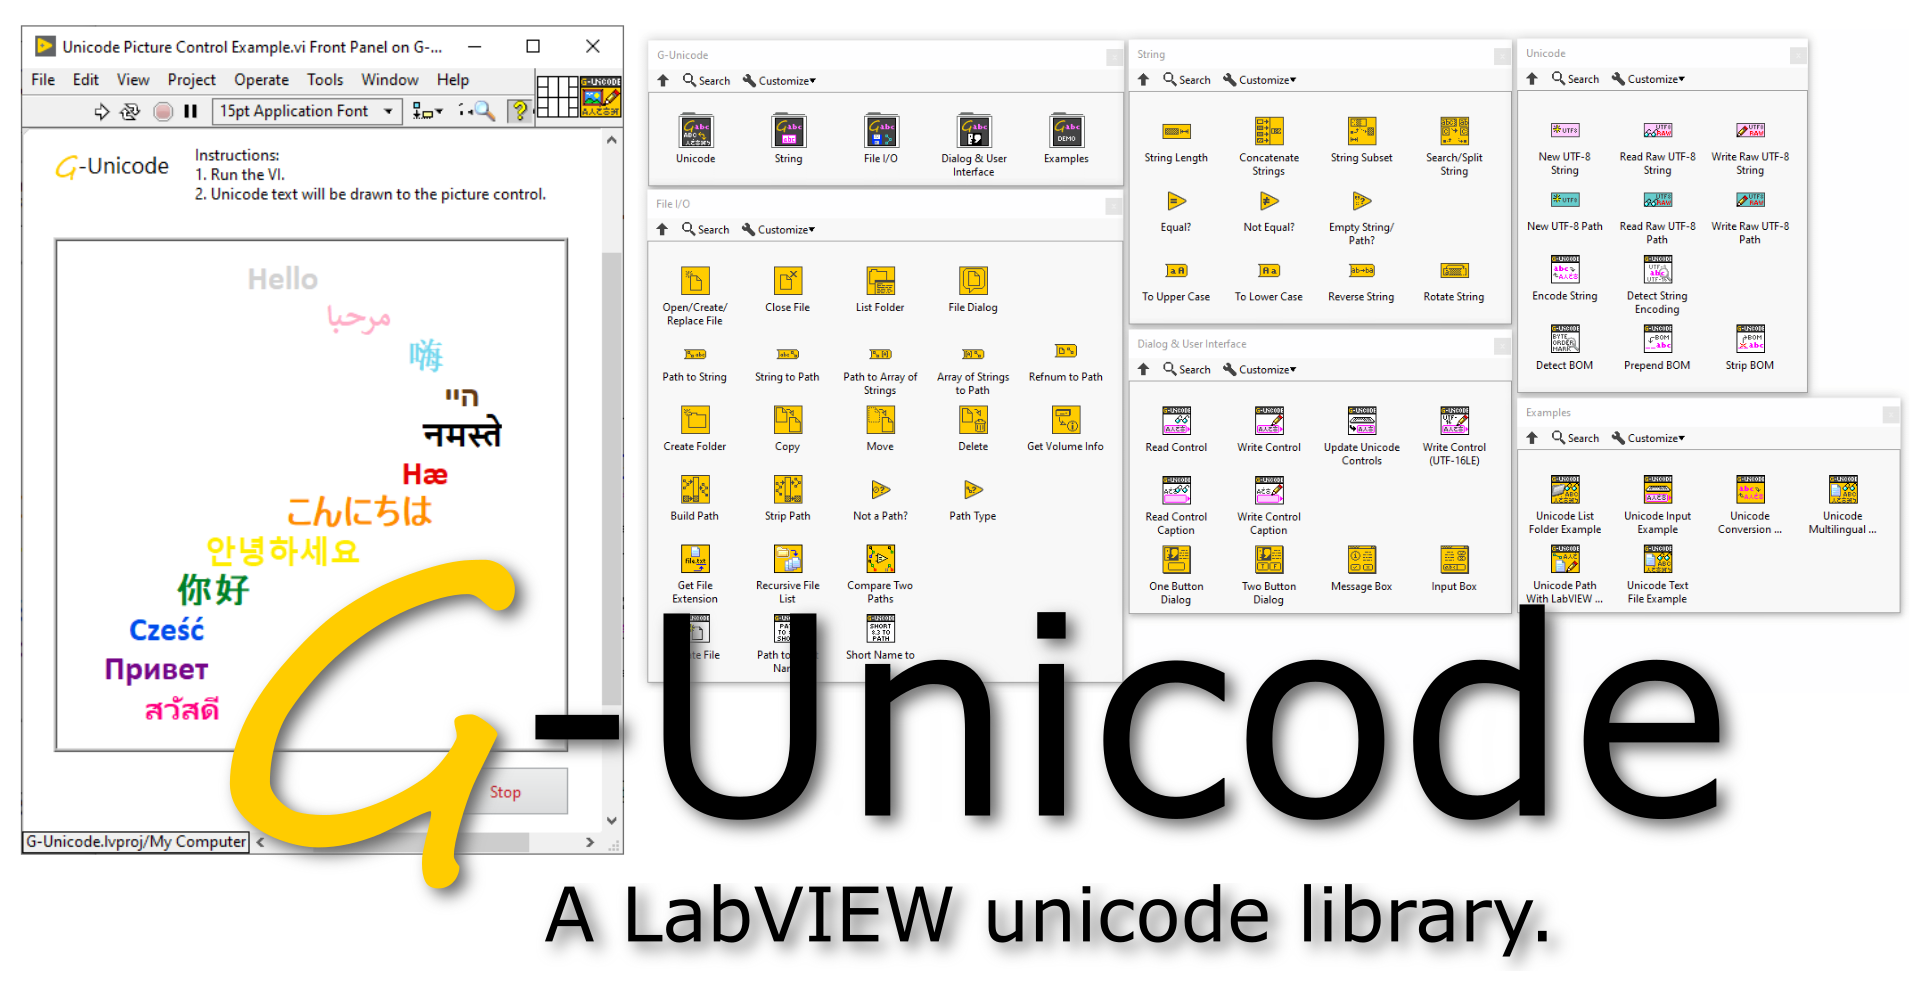 Unicode Picture Control Example.vi Front Panel on G-...
File Edit View Project Operate Tools Window Help
15pt Application Font
G-Unicode
Instructions:
1. Run the VI.
2. Unicode text will be drawn to the picture control.
Hello
مرحبا
嗨
היי
नमस्ते
Hæ
こんにちは
안녕하세요
你好
Cześć
Привет
สวัสดี
Stop
G-Unicode.lvproj/My Computer
G-Unicode
Search Customize
Unicode
String
File I/O
Dialog & User
Interface
Examples
File I/O
Search Customize
Open/Create/
Replace File
Close File
List Folder
File Dialog
Path to String
String to Path
Path to Array of
Strings
Array of Strings
to Path
Refnum to Path
Create Folder
Copy
Move
Delete
Get Volume Info
Build Path
Strip Path
Not a Path?
Path Type
Get File
Extension
Recursive File
List
Compare Two
Paths
File
Path to
Short Name to
String
Search Customize
String Length
Concatenate
Strings
String Subset
Search/Split
String
Equal?
Not Equal?
Empty String/
Path?
To Upper Case
To Lower Case
Reverse String
Rotate String
Dialog & User Interface
Search Customize
Read Control
Write Control
Update Unicode
Controls
Write Control
(UTF-16LE)
Read Control
Caption
Write Control
Caption
One Button
Dialog
Two Button
Dialog
Message Box
Input Box
Unicode
Search Customize
New UTF-8
String
Read Raw UTF-8
String
Write Raw UTF-8
String
New UTF-8 Path
Read Raw UTF-8
Path
Write Raw UTF-8
Path
Encode String
Detect String
Encoding
Detect BOM
Prepend BOM
Strip BOM
Examples
Search Customize
Unicode List
Folder Example
Unicode Input
Example
Unicode
Conversion ...
Unicode
Multilingual ...
Unicode Path
With LabVIEW ...
Unicode Text
File Example
G-Unicode
A LabVIEW unicode library.